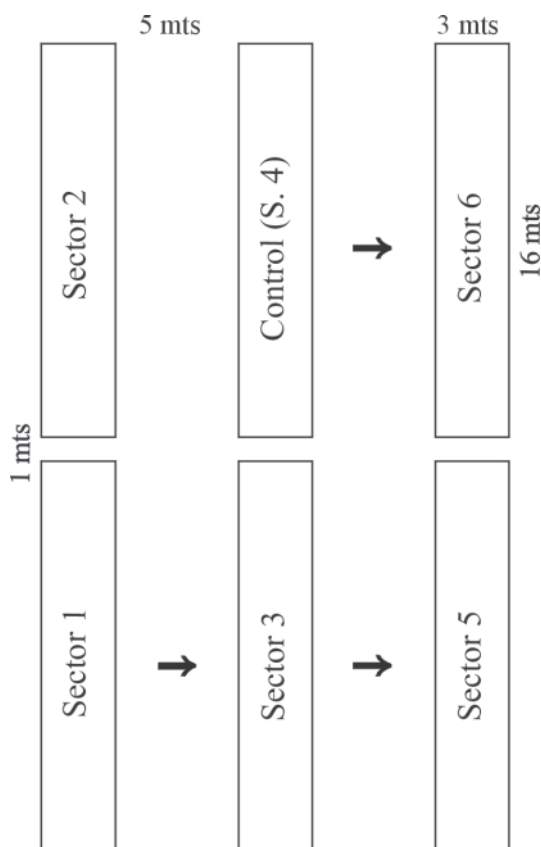 5 mts
3 mts
Sector 2
Control (S. 4)
Sector 6
16 mts
1 mts
Sector 1
Sector 3
Sector 5